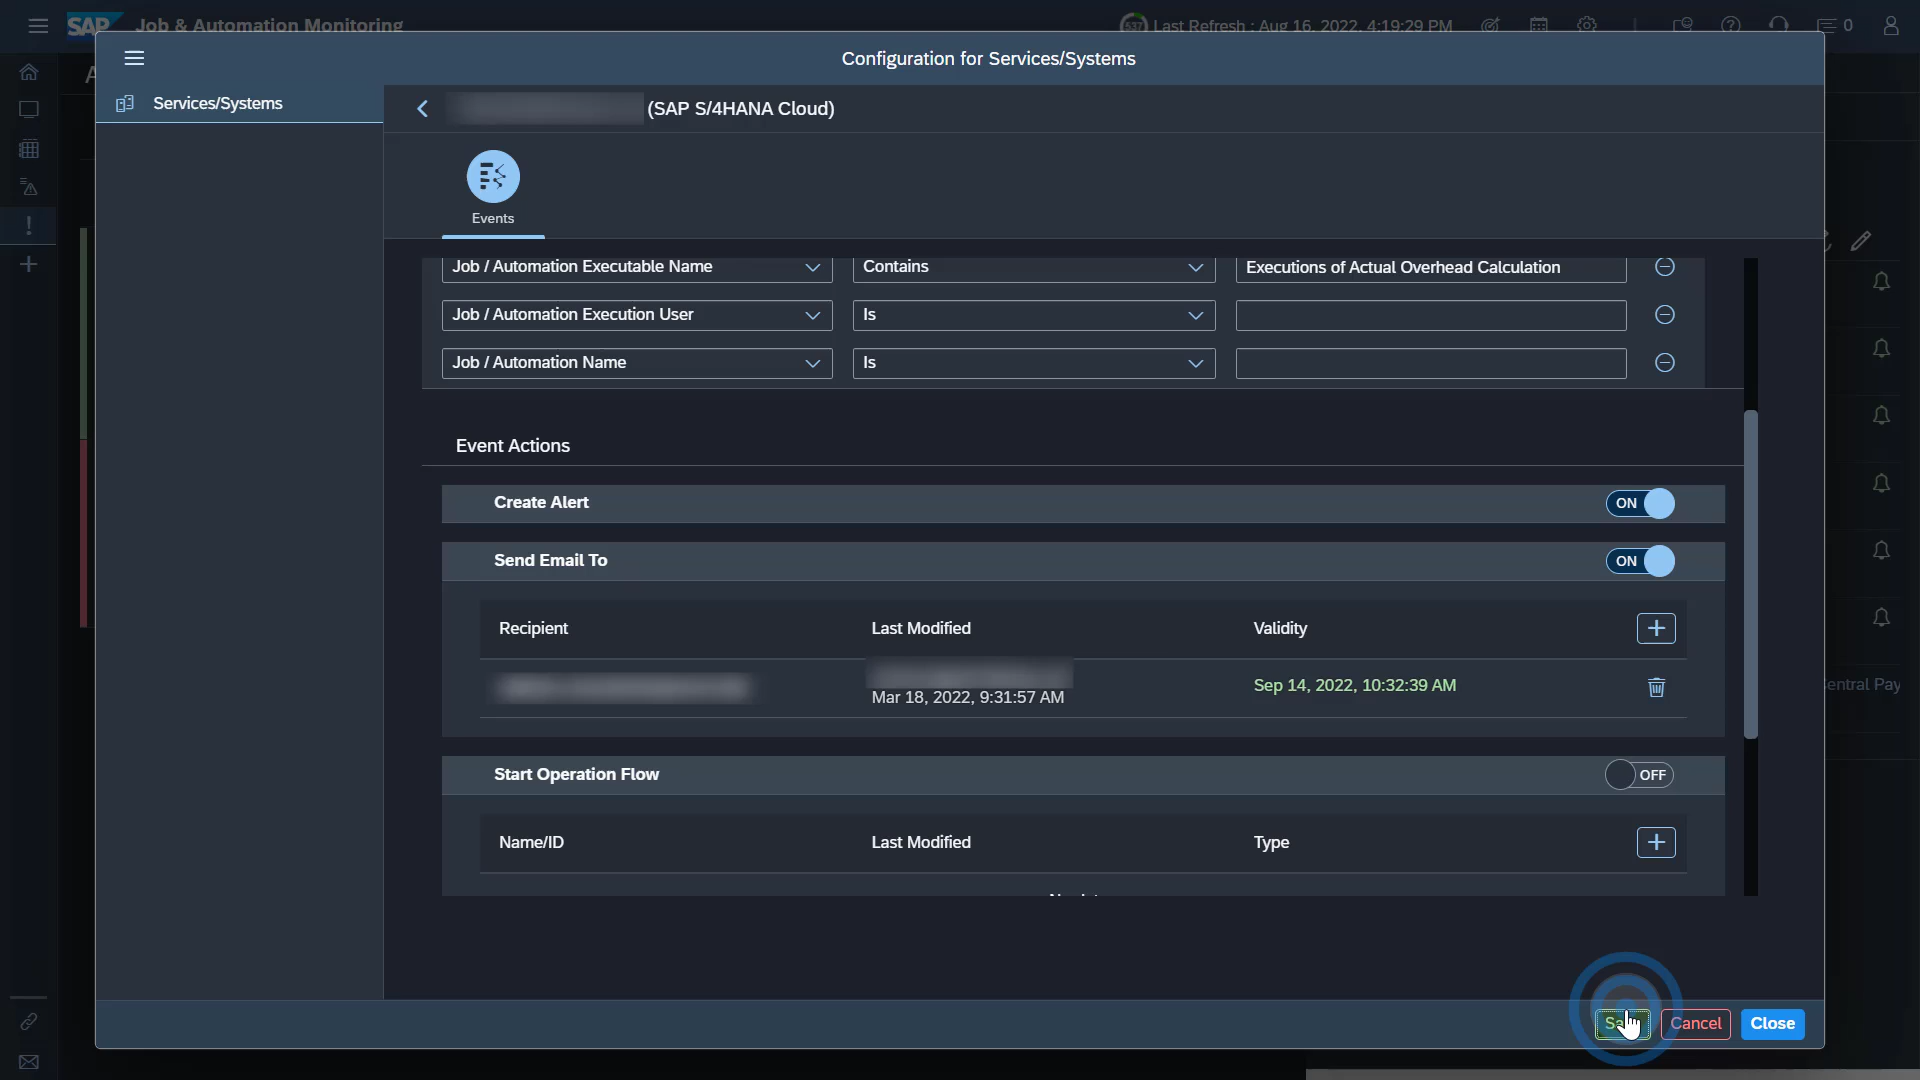 SAP Job & Automation Monitoring
637 Last Refresh : Aug 16, 2022, 4:19:29 PM
0
Configuration for Services/Systems
Services/Systems
(SAP S/4HANA Cloud)
Events
Job / Automation Executable Name Contains Executions of Actual Overhead Calculation
Job / Automation Execution User Is
Job / Automation Name Is
Event Actions
Create Alert ON
Send Email To ON
Recipient Last Modified Validity
Mar 18, 2022, 9:31:57 AM Sep 14, 2022, 10:32:39 AM
entral Pay
Start Operation Flow OFF
Name/ID Last Modified Type
Cancel Close